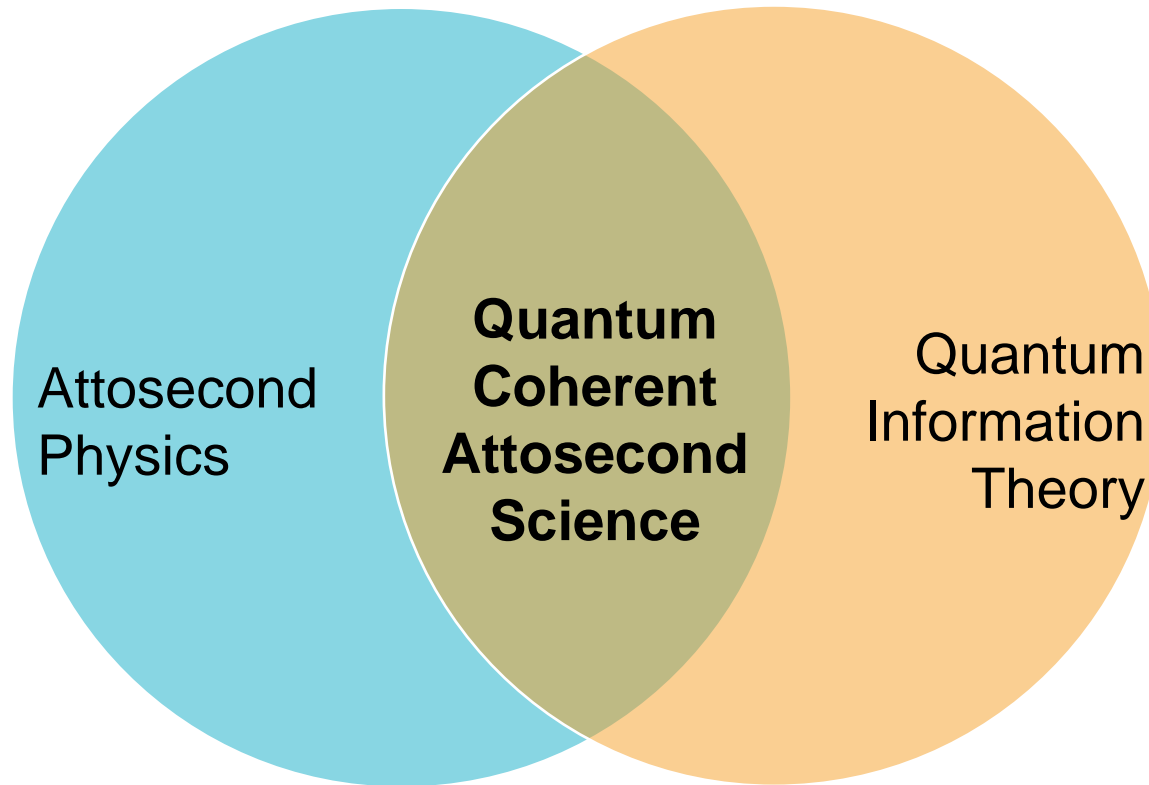 Attosecond
Physics
Quantum
Coherent
Attosecond
Science
Quantum
Information
Theory